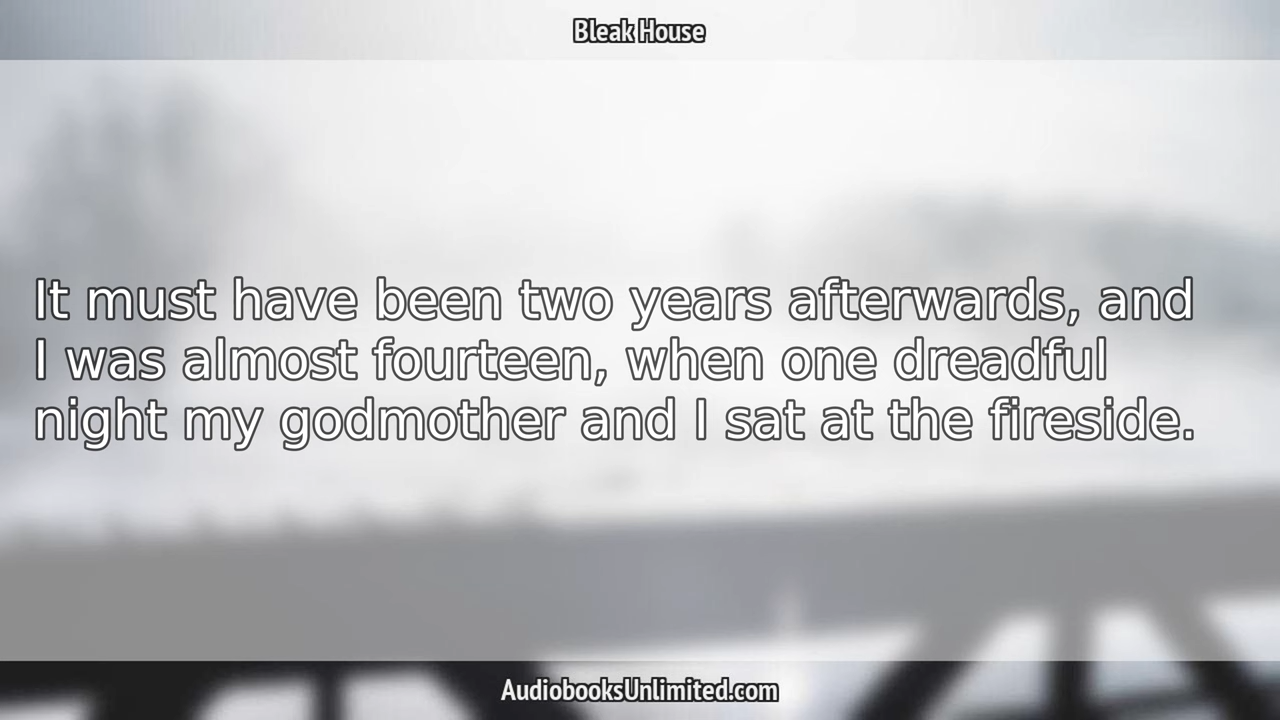 Bleak House
It must have been two years afterwards, and
I was almost fourteen, when one dreadful
night my godmother and I sat at the fireside.
AudiobooksUnlimited.com